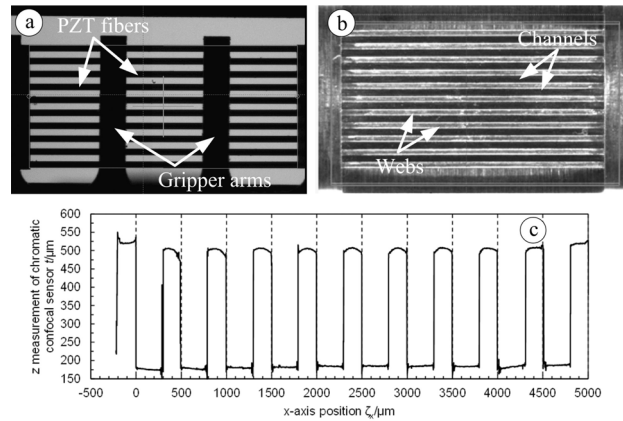 a
PZT fibers
Gripper arms
b
Channels
Webs
c
z measurement of chromatic
confocal sensor t/µm
600
550
500
450
400
350
300
250
200
150
-500 0 500 1000 1500 2000 2500 3000 3500 4000 4500 5000
x-axis position ζx/µm